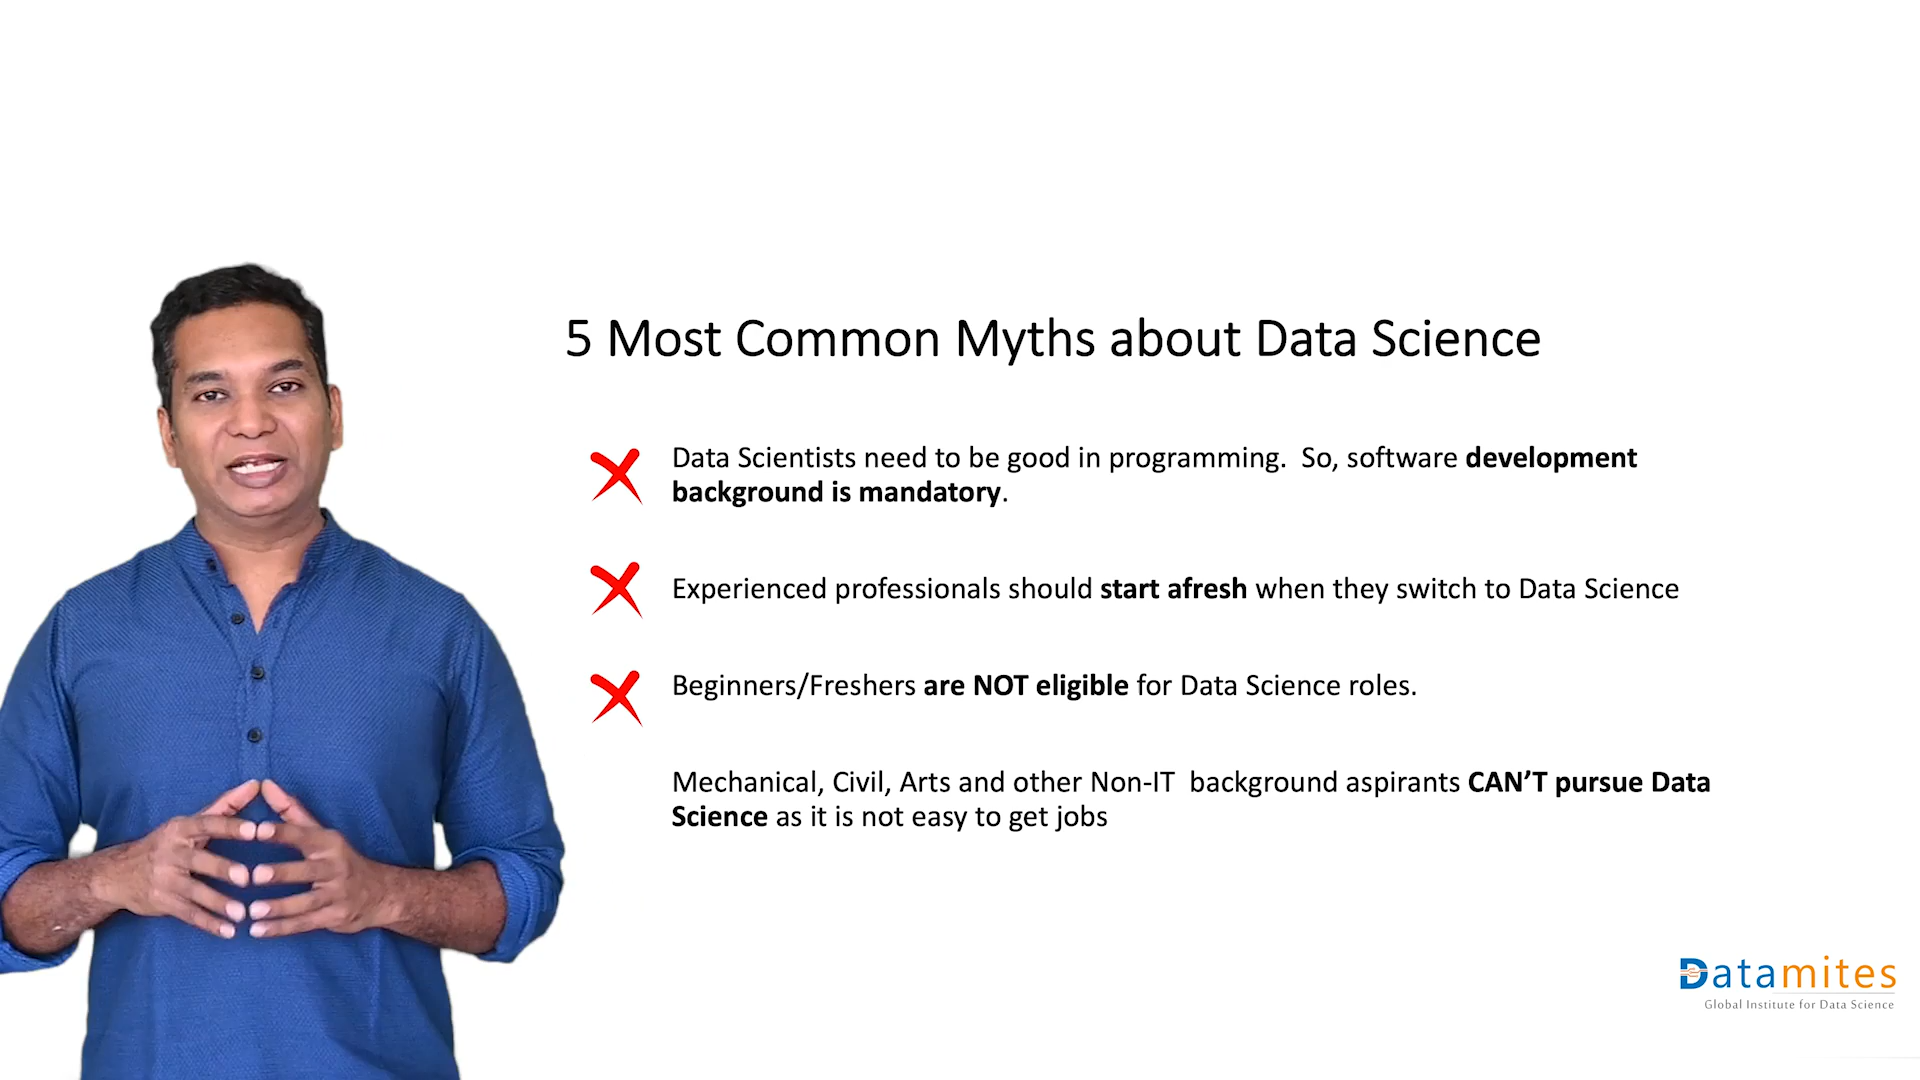 5 Most Common Myths about Data Science
Data Scientists need to be good in programming.  So, software development
background is mandatory.
Experienced professionals should start afresh when they switch to Data Science
Beginners/Freshers are NOT eligible for Data Science roles.
Mechanical, Civil, Arts and other Non-IT  background aspirants CAN’T pursue Data
Science as it is not easy to get jobs
Datamites
Global Institute for Data Science